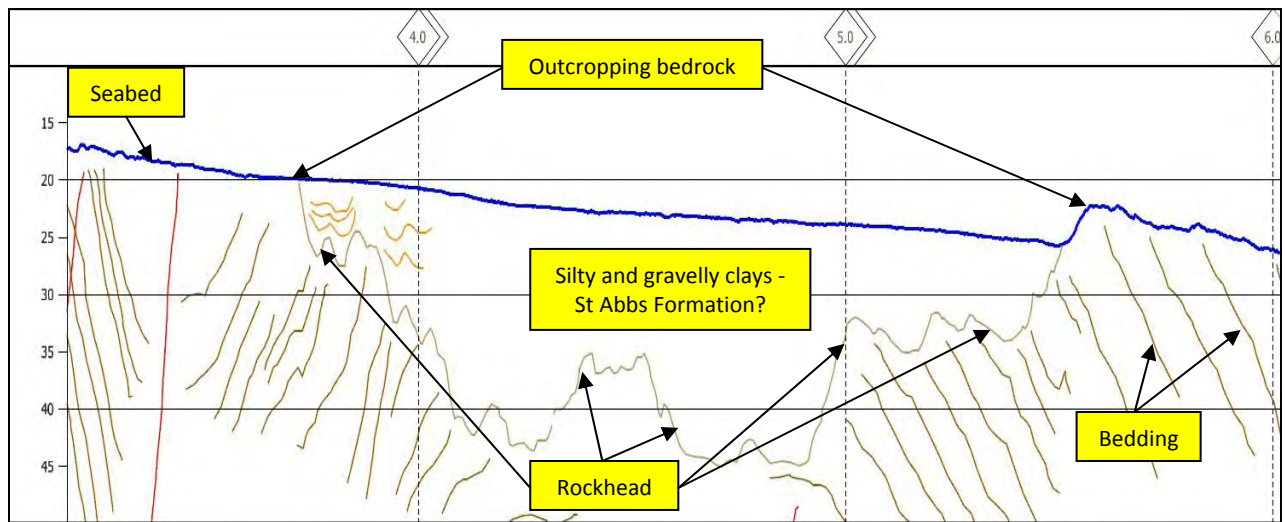 4.0
5.0
6.0
Outcropping bedrock
Seabed
15
20
25
30
35
40
45
Silty and gravelly clays -
St Abbs Formation?
Bedding
Rockhead